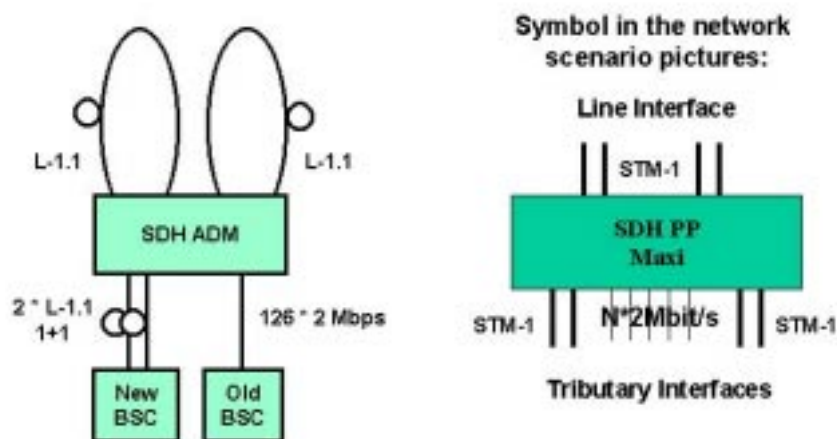 L-1.1
L-1.1
SDH ADM
2 * L-1.1
1+1
126 * 2 Mbps
New
BSC
Old
BSC
Symbol in the network
scenario pictures:
Line Interface
STM-1
SDH PP
Maxi
STM-1
N*2Mbit/s
STM-1
Tributary Interfaces